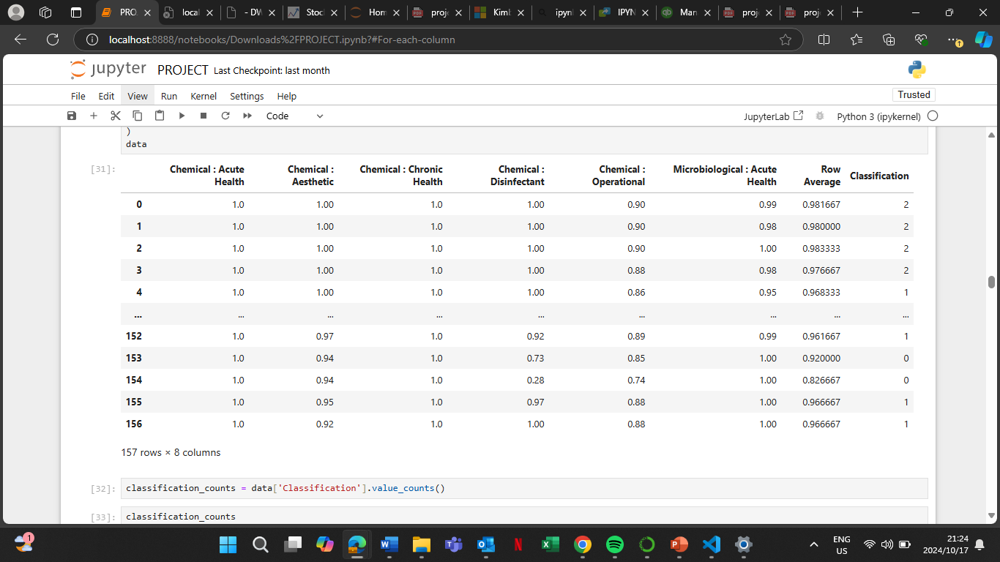 PRO.
local
- DW
Stoc
Hom
proje
Kiml
ipynl
IPYN
Man
proj
proj
localhost:8888/notebooks/Downloads%2FPROJECT.ipynb?#For-each-column
jupyter PROJECT Last Checkpoint: last month
File Edit View Run Kernel Settings Help
Trusted
Code
JupyterLab
Python 3 (ipykernel)
)
data
[31]:
Chemical : Acute Health Chemical : Aesthetic Chemical : Chronic Health Chemical : Disinfectant Chemical : Operational Microbiological : Acute Health Row Average Classification
0 1.0 1.00 1.0 1.00 0.90 0.99 0.981667 2
1 1.0 1.00 1.0 1.00 0.90 0.98 0.980000 2
2 1.0 1.00 1.0 1.00 0.90 1.00 0.983333 2
3 1.0 1.00 1.0 1.00 0.88 0.98 0.976667 2
4 1.0 1.00 1.0 1.00 0.86 0.95 0.968333 1
... ... ... ... ... ... ... ... ...
152 1.0 0.97 1.0 0.92 0.89 0.99 0.961667 1
153 1.0 0.94 1.0 0.73 0.85 1.00 0.920000 0
154 1.0 0.94 1.0 0.28 0.74 1.00 0.826667 0
155 1.0 0.95 1.0 0.97 0.88 1.00 0.966667 1
156 1.0 0.92 1.0 1.00 0.88 1.00 0.966667 1
157 rows × 8 columns
[32]: classification_counts = data['Classification'].value_counts()
[33]: classification_counts
1
ENG
US
21:24
2024/10/17